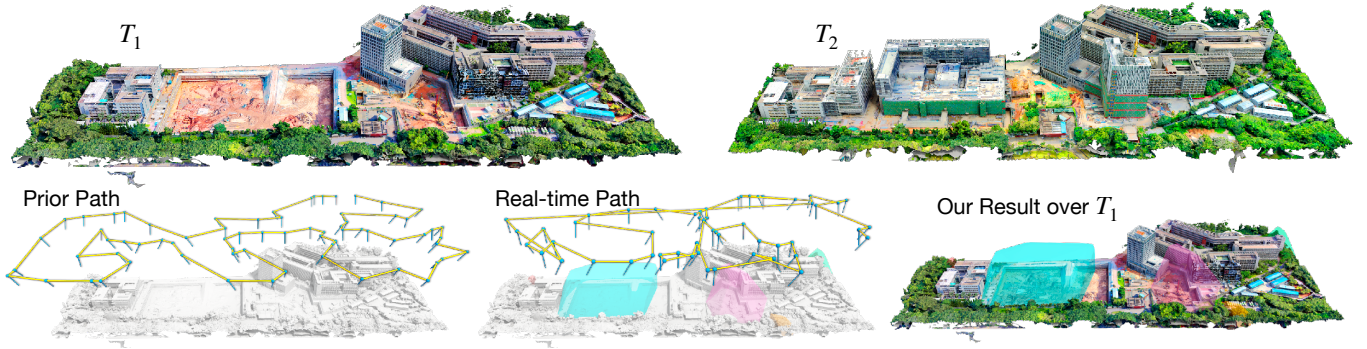 T₁
T₂
Prior Path
Real-time Path
Our Result over T₁